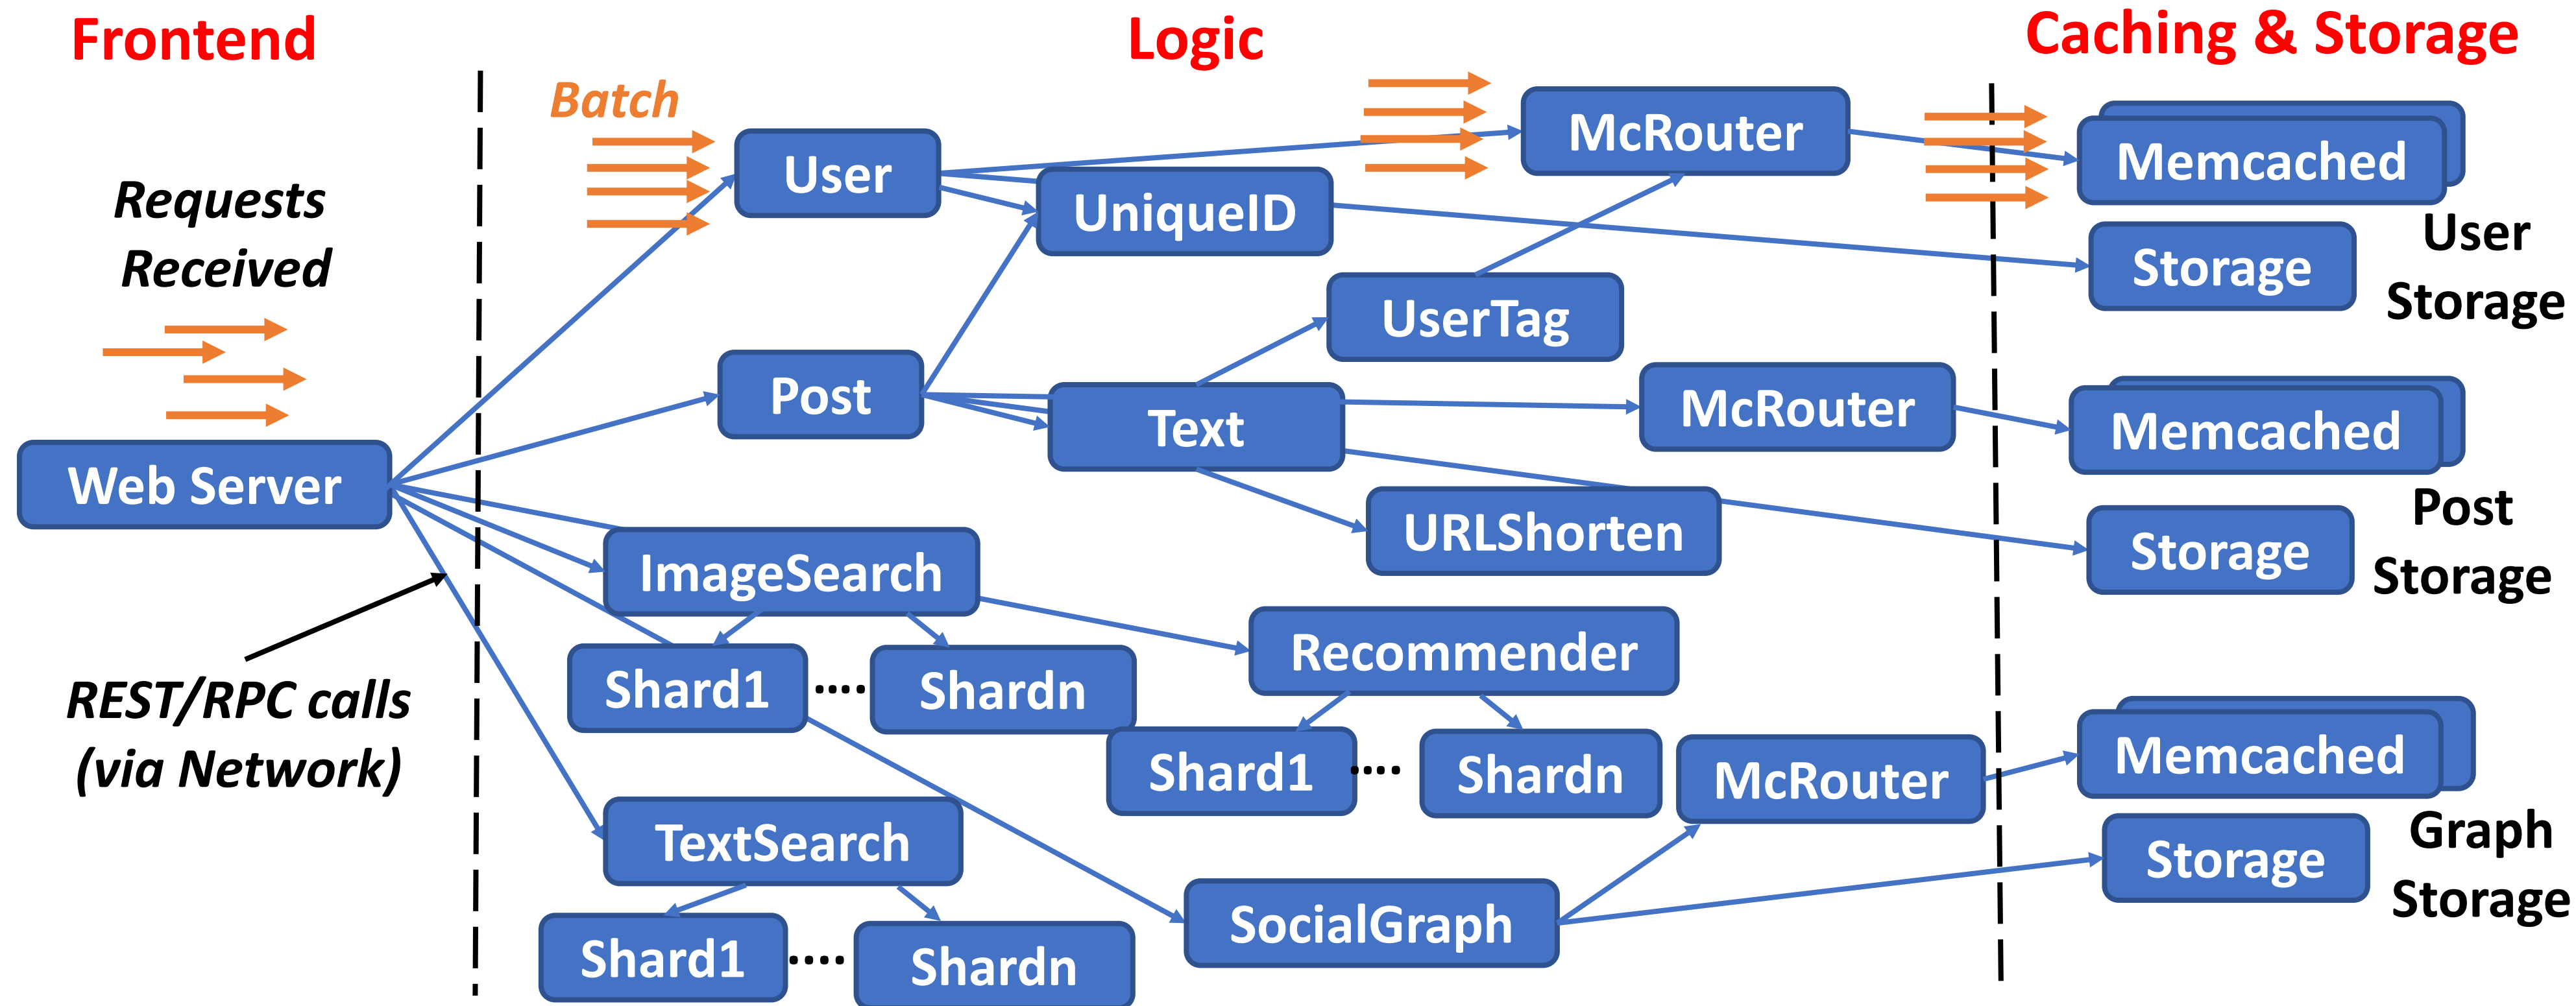 Frontend
Logic
Caching & Storage
Batch
Requests
Received
User
McRouter
Memcached
UniqueID
Storage
User
Storage
UserTag
Post
Text
McRouter
Memcached
Web Server
URLShorten
Storage
Post
Storage
ImageSearch
Recommender
Shard1
....
Shardn
REST/RPC calls
(via Network)
Shard1
....
Shardn
McRouter
Memcached
TextSearch
Storage
Graph
Storage
SocialGraph
Shard1
....
Shardn